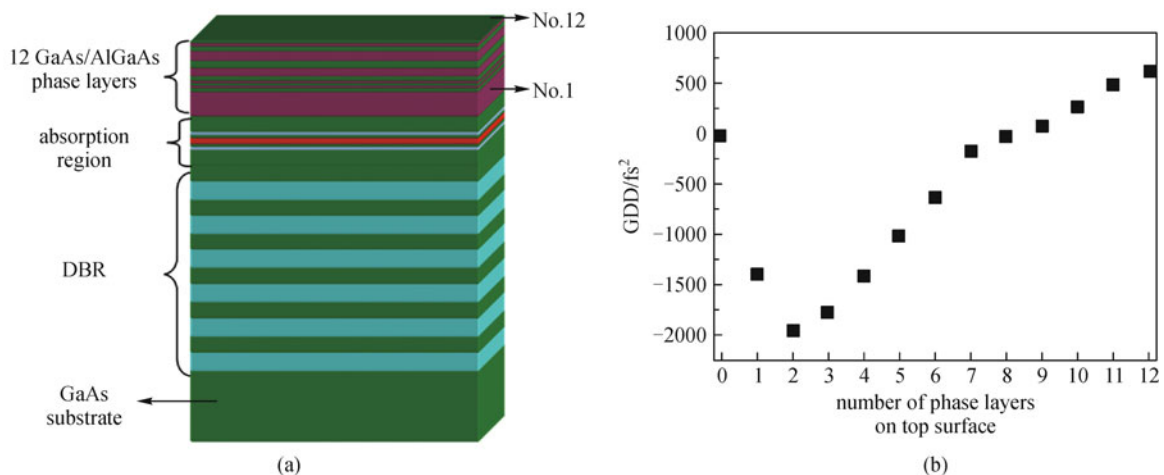 No.12
12 GaAs/AlGaAs
phase layers
No.1
absorption
region
DBR
GaAs
substrate
(a)
1000
500
0
−500
−1000
−1500
−2000
GDD/fs²
0 1 2 3 4 5 6 7 8 9 10 11 12
number of phase layers
on top surface
(b)